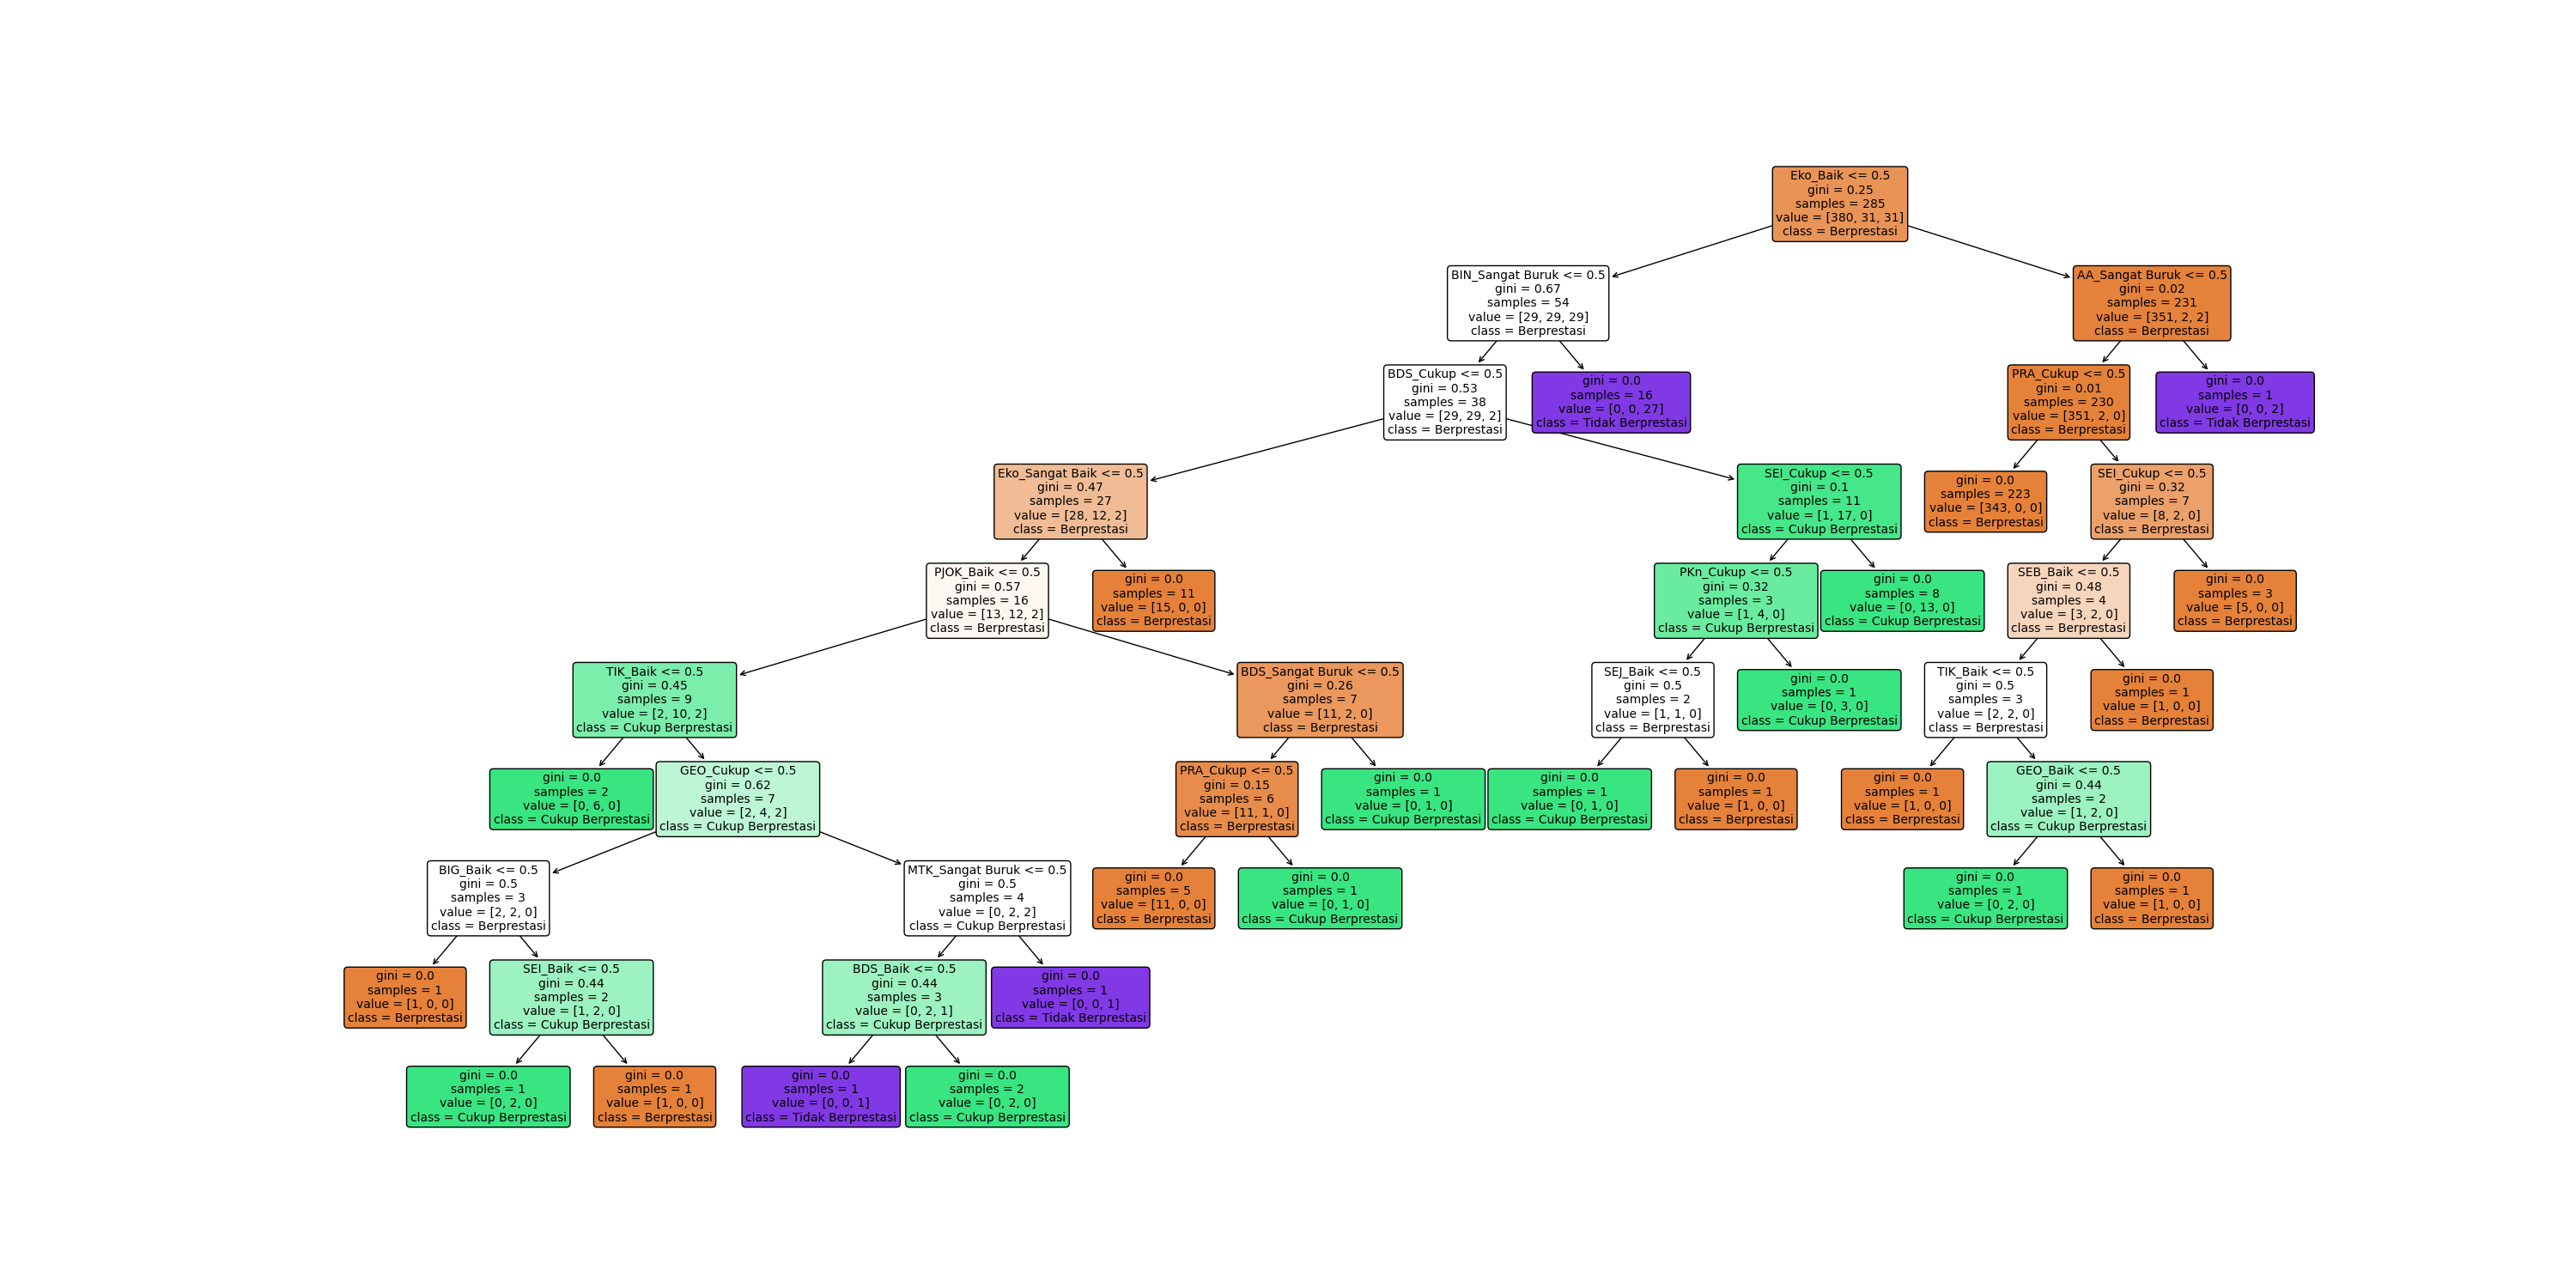 Eko_Baik <= 0.5
gini = 0.25
samples = 285
value = [380, 31, 31]
class = Berprestasi
BIN_Sangat Buruk <= 0.5
gini = 0.67
samples = 54
value = [29, 29, 29]
class = Berprestasi
AA_Sangat Buruk <= 0.5
gini = 0.02
samples = 231
value = [351, 2, 2]
class = Berprestasi
BDS_Cukup <= 0.5
gini = 0.53
samples = 38
value = [29, 29, 2]
class = Berprestasi
gini = 0.0
samples = 16
value = [0, 0, 27]
class = Tidak Berprestasi
PRA_Cukup <= 0.5
gini = 0.01
samples = 230
value = [351, 2, 0]
class = Berprestasi
gini = 0.0
samples = 1
value = [0, 0, 2]
class = Tidak Berprestasi
Eko_Sangat Baik <= 0.5
gini = 0.47
samples = 27
value = [28, 12, 2]
class = Berprestasi
SEI_Cukup <= 0.5
gini = 0.1
samples = 11
value = [1, 17, 0]
class = Cukup Berprestasi
gini = 0.0
samples = 223
value = [343, 0, 0]
class = Berprestasi
SEI_Cukup <= 0.5
gini = 0.32
samples = 7
value = [8, 2, 0]
class = Berprestasi
PJOK_Baik <= 0.5
gini = 0.57
samples = 16
value = [13, 12, 2]
class = Berprestasi
gini = 0.0
samples = 11
value = [15, 0, 0]
class = Berprestasi
PKn_Cukup <= 0.5
gini = 0.32
samples = 3
value = [1, 4, 0]
class = Cukup Berprestasi
gini = 0.0
samples = 8
value = [0, 13, 0]
class = Cukup Berprestasi
SEB_Baik <= 0.5
gini = 0.48
samples = 4
value = [3, 2, 0]
class = Berprestasi
gini = 0.0
samples = 3
value = [5, 0, 0]
class = Berprestasi
TIK_Baik <= 0.5
gini = 0.45
samples = 9
value = [2, 10, 2]
class = Cukup Berprestasi
BDS_Sangat Buruk <= 0.5
gini = 0.26
samples = 7
value = [11, 2, 0]
class = Berprestasi
SEJ_Baik <= 0.5
gini = 0.5
samples = 2
value = [1, 1, 0]
class = Berprestasi
gini = 0.0
samples = 1
value = [0, 3, 0]
class = Cukup Berprestasi
TIK_Baik <= 0.5
gini = 0.5
samples = 3
value = [2, 2, 0]
class = Berprestasi
gini = 0.0
samples = 1
value = [1, 0, 0]
class = Berprestasi
gini = 0.0
samples = 2
value = [0, 6, 0]
class = Cukup Berprestasi
GEO_Cukup <= 0.5
gini = 0.62
samples = 7
value = [2, 4, 2]
class = Cukup Berprestasi
PRA_Cukup <= 0.5
gini = 0.15
samples = 6
value = [11, 1, 0]
class = Berprestasi
gini = 0.0
samples = 1
value = [0, 1, 0]
class = Cukup Berprestasi
gini = 0.0
samples = 1
value = [0, 1, 0]
class = Cukup Berprestasi
gini = 0.0
samples = 1
value = [1, 0, 0]
class = Berprestasi
gini = 0.0
samples = 1
value = [1, 0, 0]
class = Berprestasi
GEO_Baik <= 0.5
gini = 0.44
samples = 2
value = [1, 2, 0]
class = Cukup Berprestasi
BIG_Baik <= 0.5
gini = 0.5
samples = 3
value = [2, 2, 0]
class = Berprestasi
MTK_Sangat Buruk <= 0.5
gini = 0.5
samples = 4
value = [0, 2, 2]
class = Cukup Berprestasi
gini = 0.0
samples = 5
value = [11, 0, 0]
class = Berprestasi
gini = 0.0
samples = 1
value = [0, 1, 0]
class = Cukup Berprestasi
gini = 0.0
samples = 1
value = [0, 2, 0]
class = Cukup Berprestasi
gini = 0.0
samples = 1
value = [1, 0, 0]
class = Berprestasi
gini = 0.0
samples = 1
value = [1, 0, 0]
class = Berprestasi
SEI_Baik <= 0.5
gini = 0.44
samples = 2
value = [1, 2, 0]
class = Cukup Berprestasi
BDS_Baik <= 0.5
gini = 0.44
samples = 3
value = [0, 2, 1]
class = Cukup Berprestasi
gini = 0.0
samples = 1
value = [0, 0, 1]
class = Tidak Berprestasi
gini = 0.0
samples = 1
value = [0, 2, 0]
class = Cukup Berprestasi
gini = 0.0
samples = 1
value = [1, 0, 0]
class = Berprestasi
gini = 0.0
samples = 1
value = [0, 0, 1]
class = Tidak Berprestasi
gini = 0.0
samples = 2
value = [0, 2, 0]
class = Cukup Berprestasi